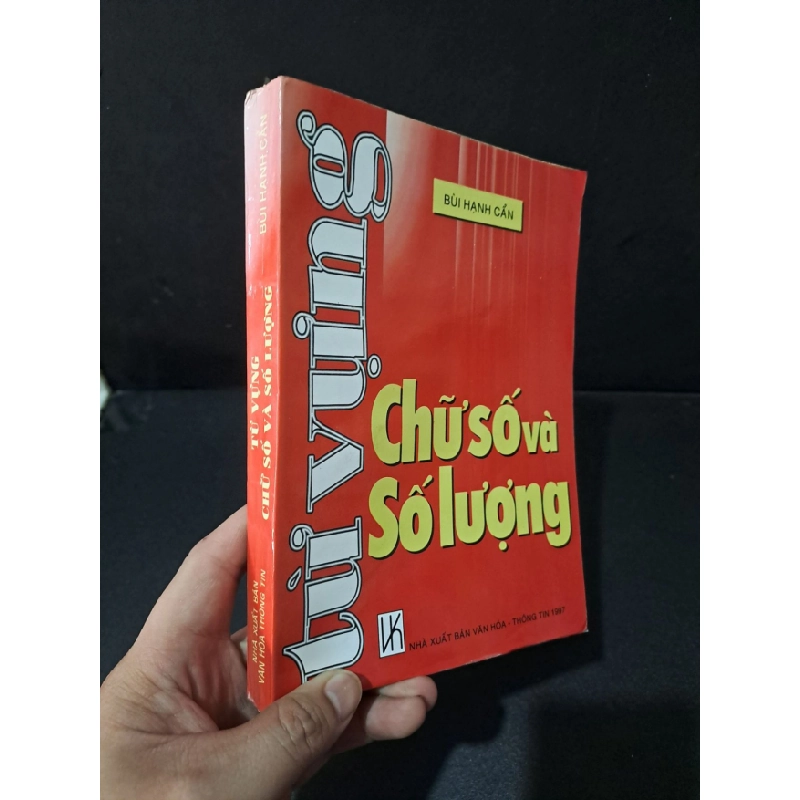 BÙI HẠNH CẨN
Từ vựng
Chữ số và
Số lượng
NHÀ XUẤT BẢN VĂN HÓA - THÔNG TIN 1997
BÙI HẠNH CẨN
TỪ VỰNG
CHỮ SỐ VÀ SỐ LƯỢNG
NHÀ XUẤT BẢN
VĂN HÓA THÔNG TIN